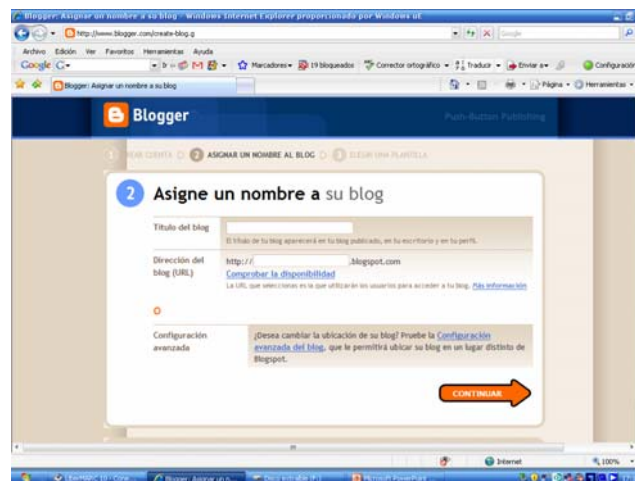 Blogger: Asignar un nombre a su blog - Windows Internet Explorer proporcionado por Windows uE
http://www.blogger.com/create-blog.g
Google
Archivo Edición Ver Favoritos Herramientas Ayuda
Google G Marcadores 19 bloqueados Corrector ortográfico Traducir Enviar a Configuración
Blogger: Asignar un nombre a su blog Página Herramientas
Blogger Push-Button Publishing
1 CREAR CUENTA 2 ASIGNAR UN NOMBRE AL BLOG 3 ELEGIR UNA PLANTILLA
2 Asigne un nombre a su blog
Título del blog
El título de tu blog aparecerá en tu blog publicado, en tu escritorio y en tu perfil.
Dirección del blog (URL)
http:// .blogspot.com
Comprobar la disponibilidad
La URL que selecciones es la que utilizarán los usuarios para acceder a tu blog. Más información
O
Configuración avanzada
¿Desea cambiar la ubicación de su blog? Pruebe la Configuración
avanzada del blog, que le permitirá ubicar su blog en un lugar distinto de
Blogspot.
CONTINUAR
Internet 100%
Blogger: Asignar un n... Microsoft PowerPoint